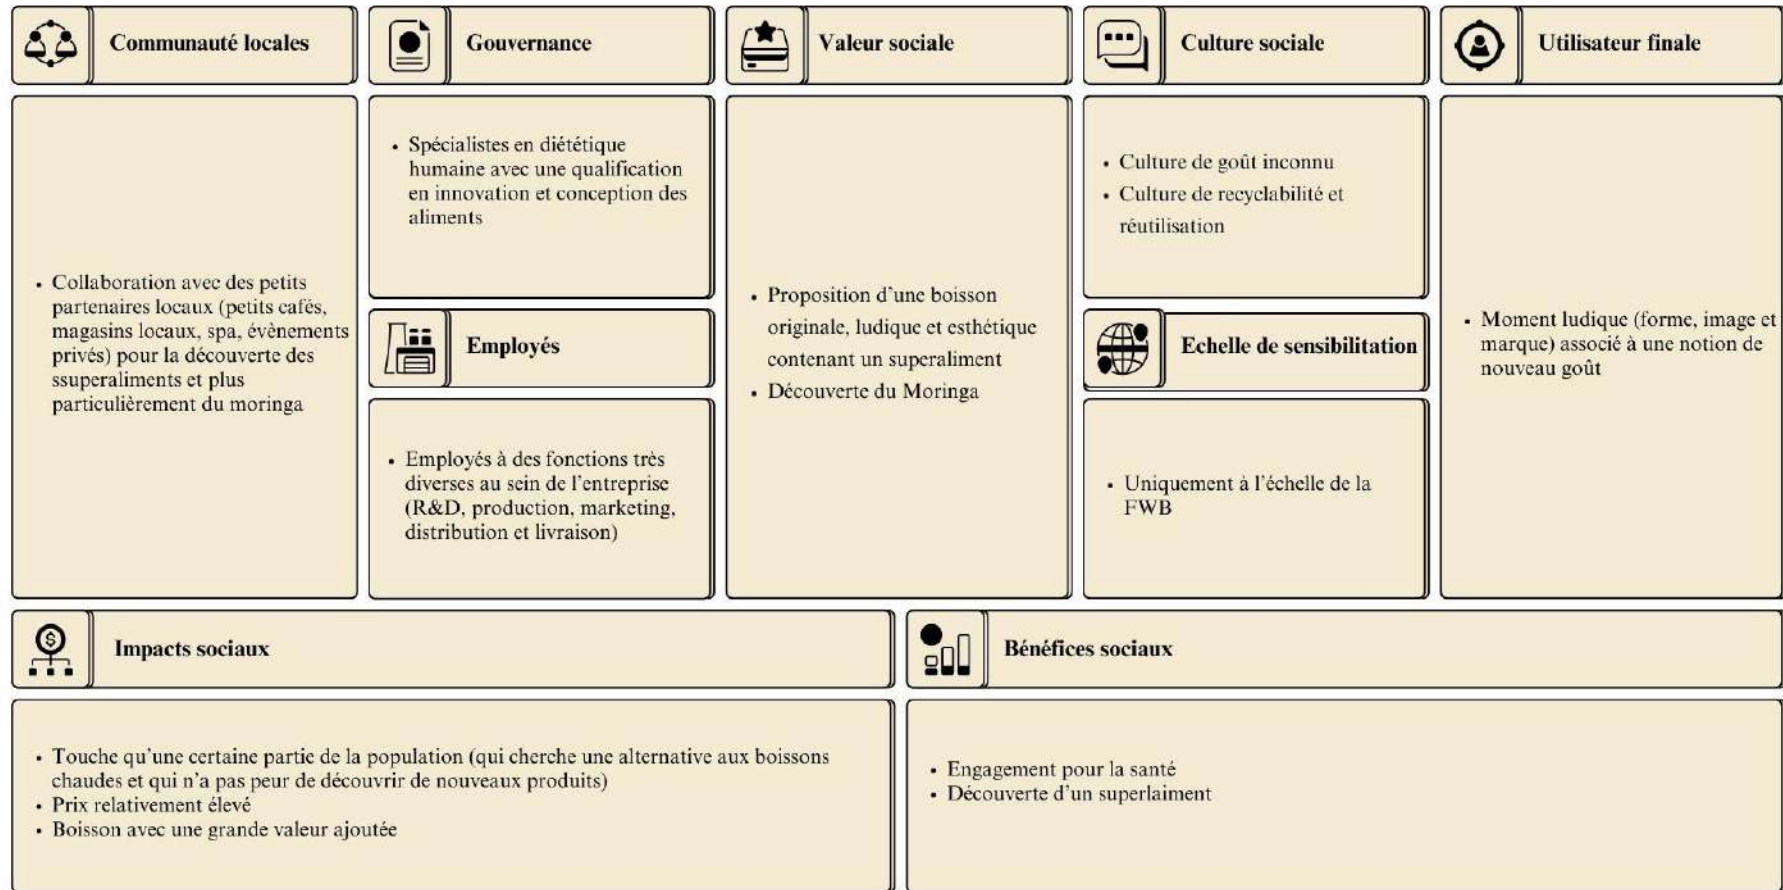 Communauté locales
Collaboration avec des petits
partenaires locaux (petits cafés,
magasins locaux, spa, évènements
privés) pour la découverte des
ssuperaliments et plus
particulièrement du moringa
Gouvernance
Spécialistes en diététique
humaine avec une qualification
en innovation et conception des
aliments
Employés
Employés à des fonctions très
diverses au sein de l'entreprise
(R&D, production, marketing,
distribution et livraison)
Valeur sociale
Proposition d'une boisson
originale, ludique et esthétique
contenant un superaliment
Découverte du Moringa
Culture sociale
Culture de goût inconnu
Culture de recyclabilité et
réutilisation
Echelle de sensibilitation
Uniquement à l'échelle de la
FWB
Utilisateur finale
Moment ludique (forme, image et
marque) associé à une notion de
nouveau goût
Impacts sociaux
Touche qu'une certaine partie de la population (qui cherche une alternative aux boissons
chaudes et qui n'a pas peur de découvrir de nouveaux produits)
Prix relativement élevé
Boisson avec une grande valeur ajoutée
Bénéfices sociaux
Engagement pour la santé
Découverte d'un superlaiment